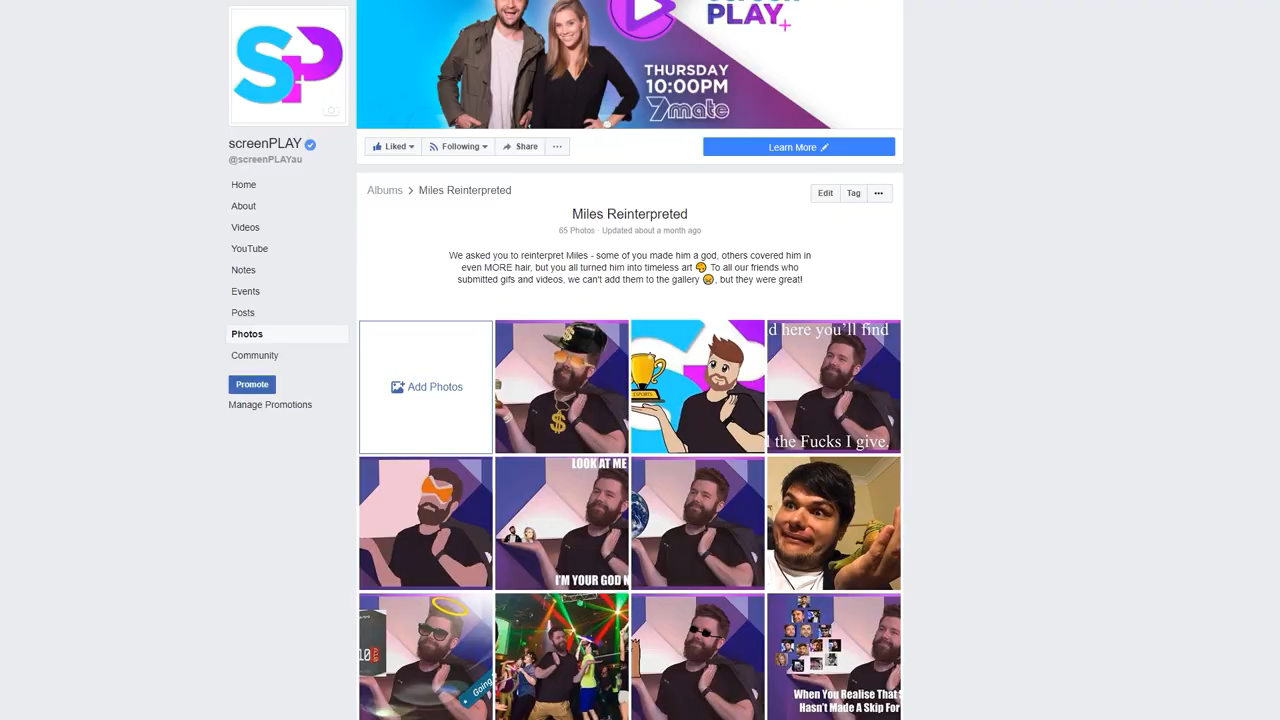 PLAY+
THURSDAY
10:00PM
7mate
SP+
screenPLAY
@screenPLAYau
Home
About
Videos
YouTube
Notes
Events
Posts
Photos
Community
Promote
Manage Promotions
Liked
Following
Share
...
Learn More
Albums > Miles Reinterpreted
Edit
Tag
...
Miles Reinterpreted
65 Photos · Updated about a month ago
We asked you to reinterpret Miles - some of you made him a god, others covered him in
even MORE hair, but you all turned him into timeless art To all our friends who
submitted gifs and videos, we can't add them to the gallery , but they were great!
Add Photos
ESPORTS
d here you'll find
the Fucks I give.
LOOK AT ME
I'M YOUR GOD
Going
When You Realise That
Hasn't Made A Skip For